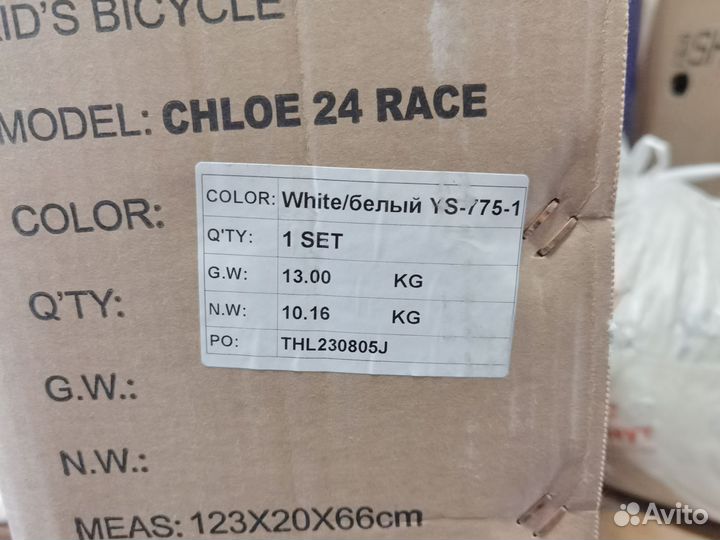 KID'S BICYCLE
MODEL: CHLOE 24 RACE
COLOR:
Q'TY:
G.W.:
N.W.:
MEAS: 123X20X66cm
COLOR: White/белый YS-775-1
Q'TY: 1 SET
G.W: 13.00 KG
N.W: 10.16 KG
PO: THL230805J
Avito